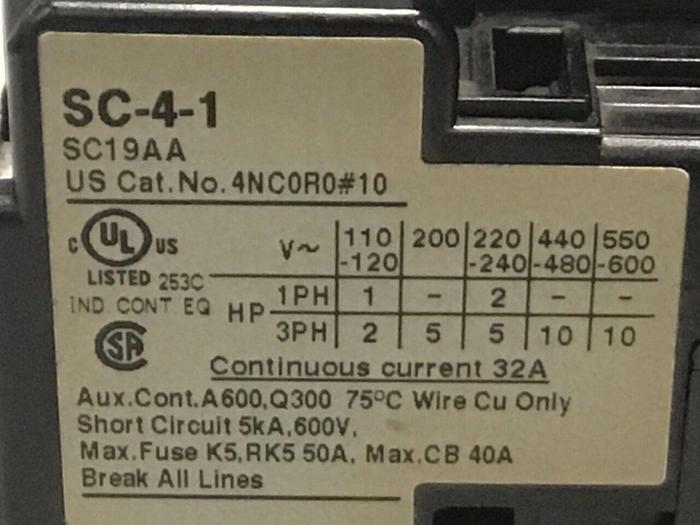 SC-4-1
SC19AA
US Cat.No.4NC0R0#10
C UL US
LISTED 253C
IND. CONT EQ
SA
V~ 110-120 200 220-240 440-480 550-600
HP
1PH 1 - 2 - -
3PH 2 5 5 10 10
Continuous current 32A
Aux.Cont.A600,Q300 75°C Wire Cu Only
Short Circuit 5kA,600V,
Max.Fuse K5,RK5 50A, Max.CB 40A
Break All Lines